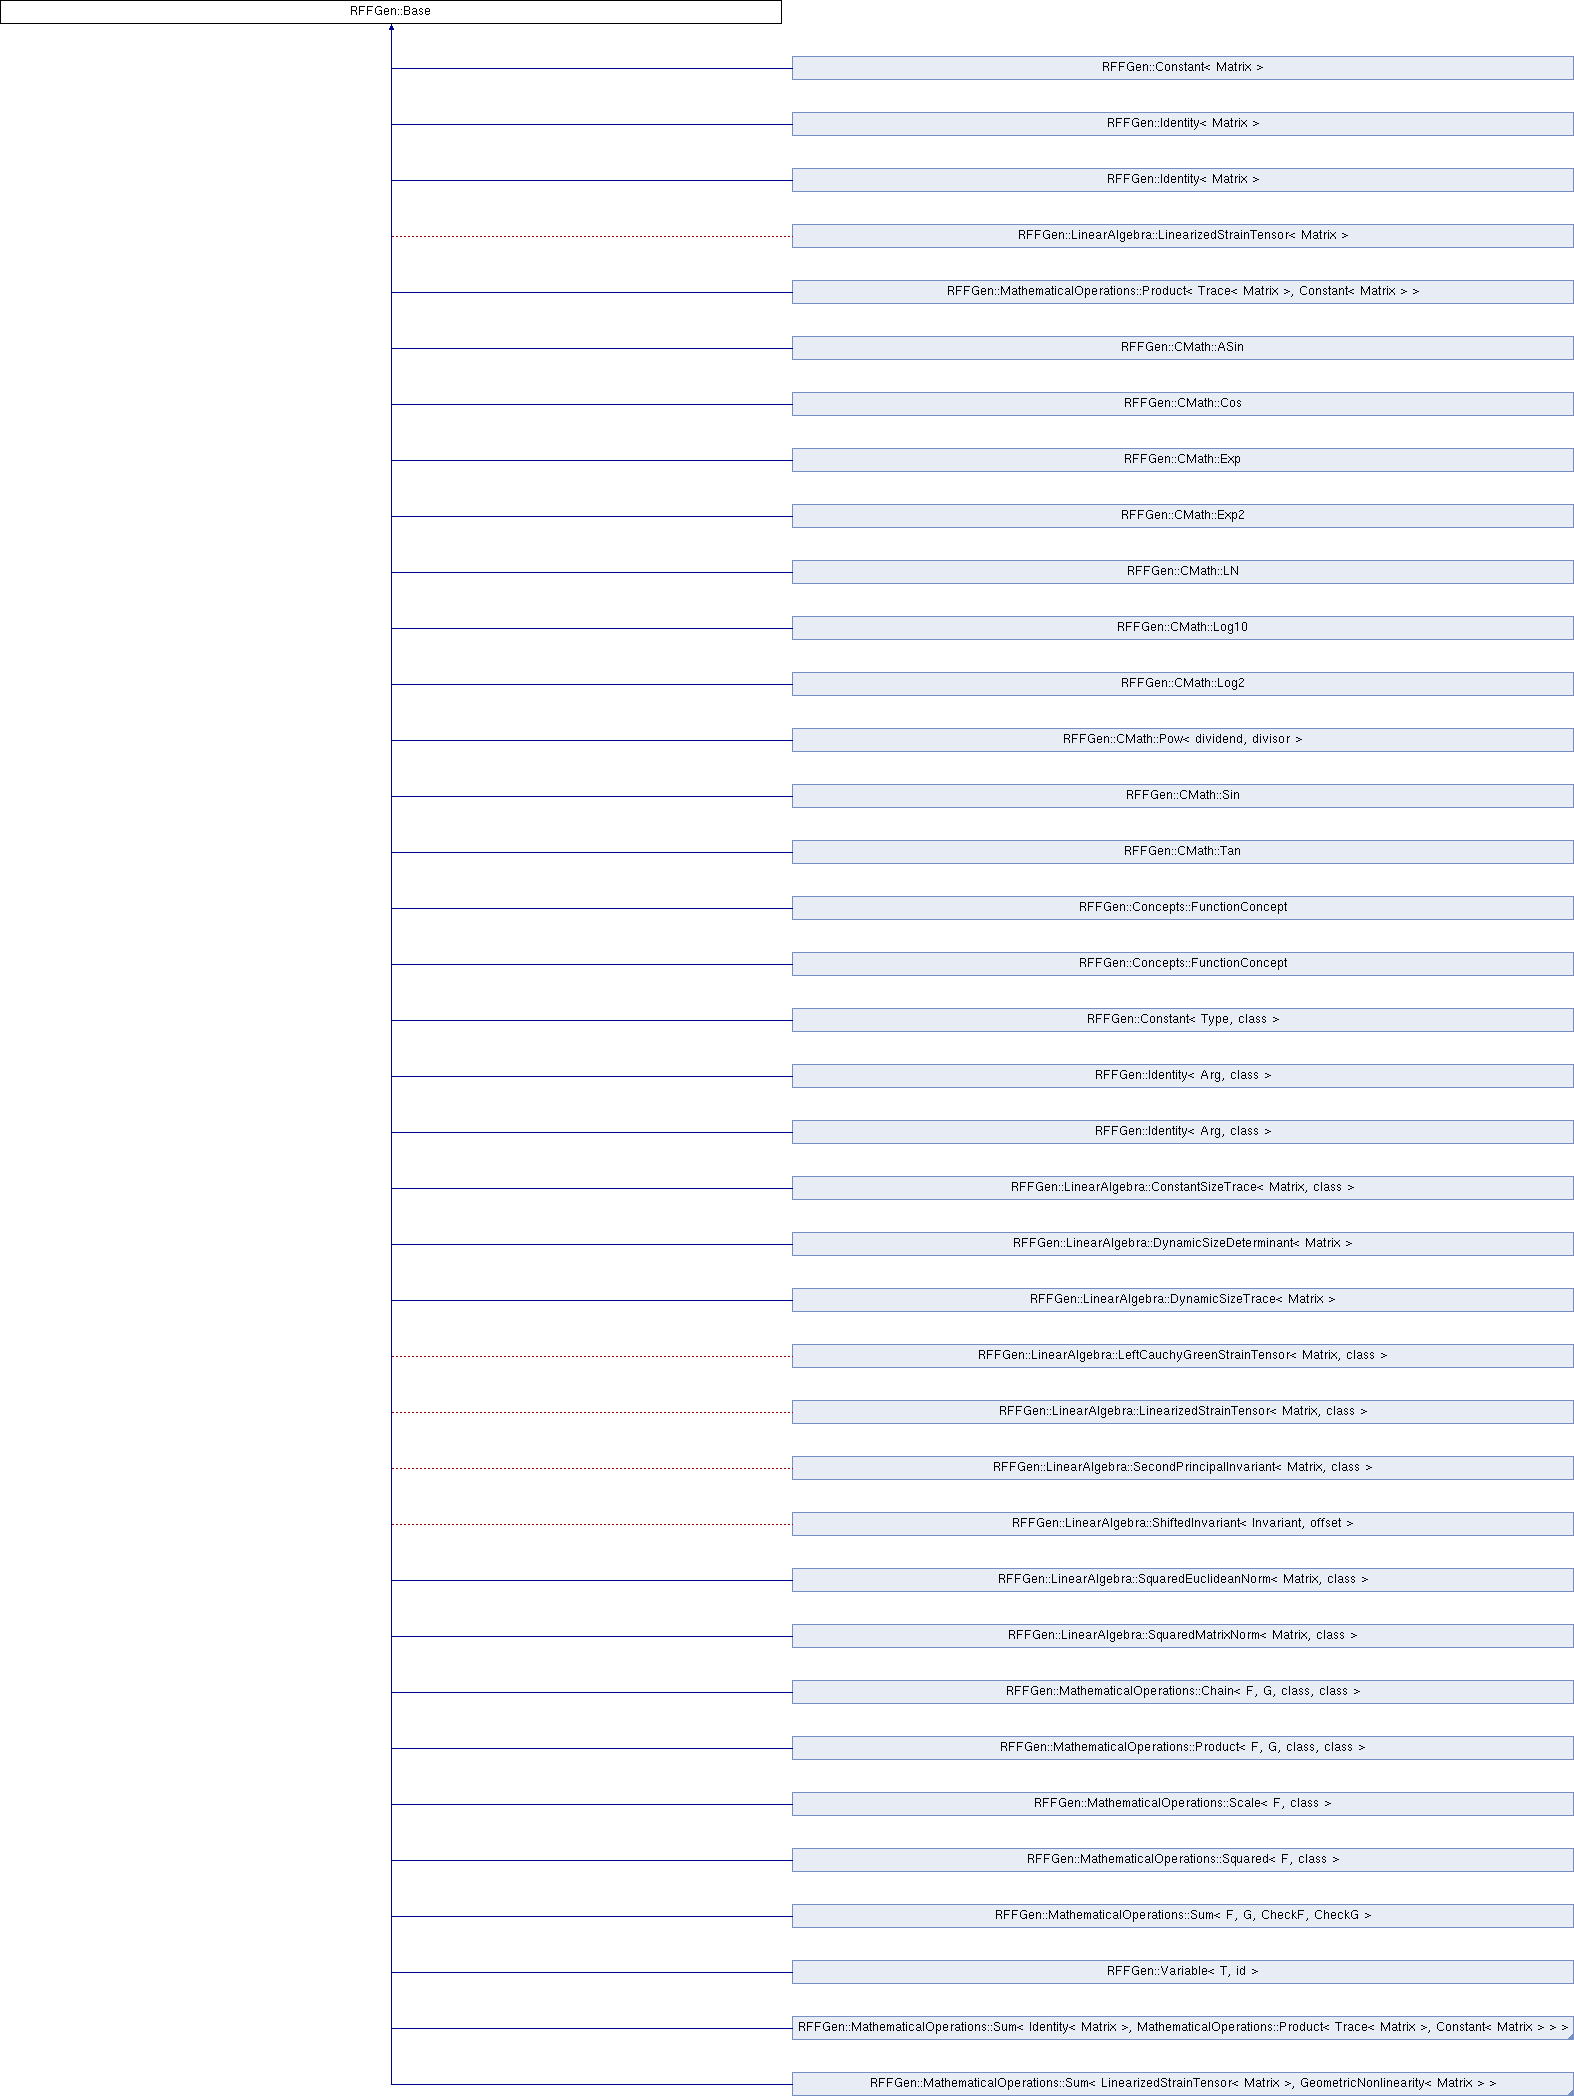 RFFGen::Base
RFFGen::Constant< Matrix >
RFFGen::Identity< Matrix >
RFFGen::Identity< Matrix >
RFFGen::LinearAlgebra::LinearizedStrainTensor< Matrix >
RFFGen::MathematicalOperations::Product< Trace< Matrix >, Constant< Matrix > >
RFFGen::CMath::ASin
RFFGen::CMath::Cos
RFFGen::CMath::Exp
RFFGen::CMath::Exp2
RFFGen::CMath::LN
RFFGen::CMath::Log10
RFFGen::CMath::Log2
RFFGen::CMath::Pow< dividend, divisor >
RFFGen::CMath::Sin
RFFGen::CMath::Tan
RFFGen::Concepts::FunctionConcept
RFFGen::Concepts::FunctionConcept
RFFGen::Constant< Type, class >
RFFGen::Identity< Arg, class >
RFFGen::Identity< Arg, class >
RFFGen::LinearAlgebra::ConstantSizeTrace< Matrix, class >
RFFGen::LinearAlgebra::DynamicSizeDeterminant< Matrix >
RFFGen::LinearAlgebra::DynamicSizeTrace< Matrix >
RFFGen::LinearAlgebra::LeftCauchyGreenStrainTensor< Matrix, class >
RFFGen::LinearAlgebra::LinearizedStrainTensor< Matrix, class >
RFFGen::LinearAlgebra::SecondPrincipalInvariant< Matrix, class >
RFFGen::LinearAlgebra::ShiftedInvariant< Invariant, offset >
RFFGen::LinearAlgebra::SquaredEuclideanNorm< Matrix, class >
RFFGen::LinearAlgebra::SquaredMatrixNorm< Matrix, class >
RFFGen::MathematicalOperations::Chain< F, G, class, class >
RFFGen::MathematicalOperations::Product< F, G, class, class >
RFFGen::MathematicalOperations::Scale< F, class >
RFFGen::MathematicalOperations::Squared< F, class >
RFFGen::MathematicalOperations::Sum< F, G, CheckF, CheckG >
RFFGen::Variable< T, id >
RFFGen::MathematicalOperations::Sum< Identity< Matrix >, MathematicalOperations::Product< Trace< Matrix >, Constant< Matrix > > >
RFFGen::MathematicalOperations::Sum< LinearizedStrainTensor< Matrix >, GeometricNonlinearity< Matrix > >